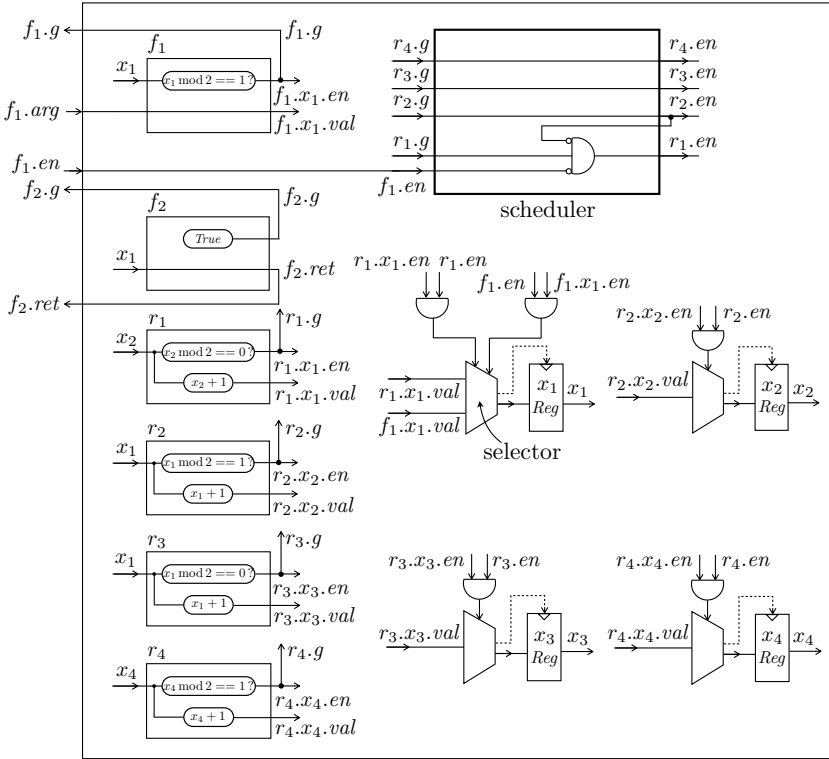 f₁.g
f₁.g
f₁
x₁
x₁ mod 2 == 1?
f₁.x₁.en
f₁.arg
f₁.x₁.val
f₁.en
r₄.g
r₄.en
r₃.g
r₃.en
r₂.g
r₂.en
r₁.g
r₁.en
f₁.en
scheduler
f₂.g
f₂.g
f₂
True
x₁
f₂.ret
f₂.ret
r₁
r₁.g
x₂
x₂ mod 2 == 0?
r₁.x₁.en
x₂ + 1
r₁.x₁.val
r₂
r₂.g
x₁
x₁ mod 2 == 1?
r₂.x₂.en
x₁ + 1
r₂.x₂.val
r₃
r₃.g
x₁
x₁ mod 2 == 0?
r₃.x₃.en
x₁ + 1
r₃.x₃.val
r₄
r₄.g
x₄
x₄ mod 2 == 1?
r₄.x₄.en
x₄ + 1
r₄.x₄.val
r₁.x₁.en
r₁.en
f₁.en
f₁.x₁.en
r₁.x₁.val
f₁.x₁.val
x₁
Reg
x₁
selector
r₂.x₂.en
r₂.en
r₂.x₂.val
x₂
Reg
x₂
r₃.x₃.en
r₃.en
r₃.x₃.val
x₃
Reg
x₃
r₄.x₄.en
r₄.en
r₄.x₄.val
x₄
Reg
x₄